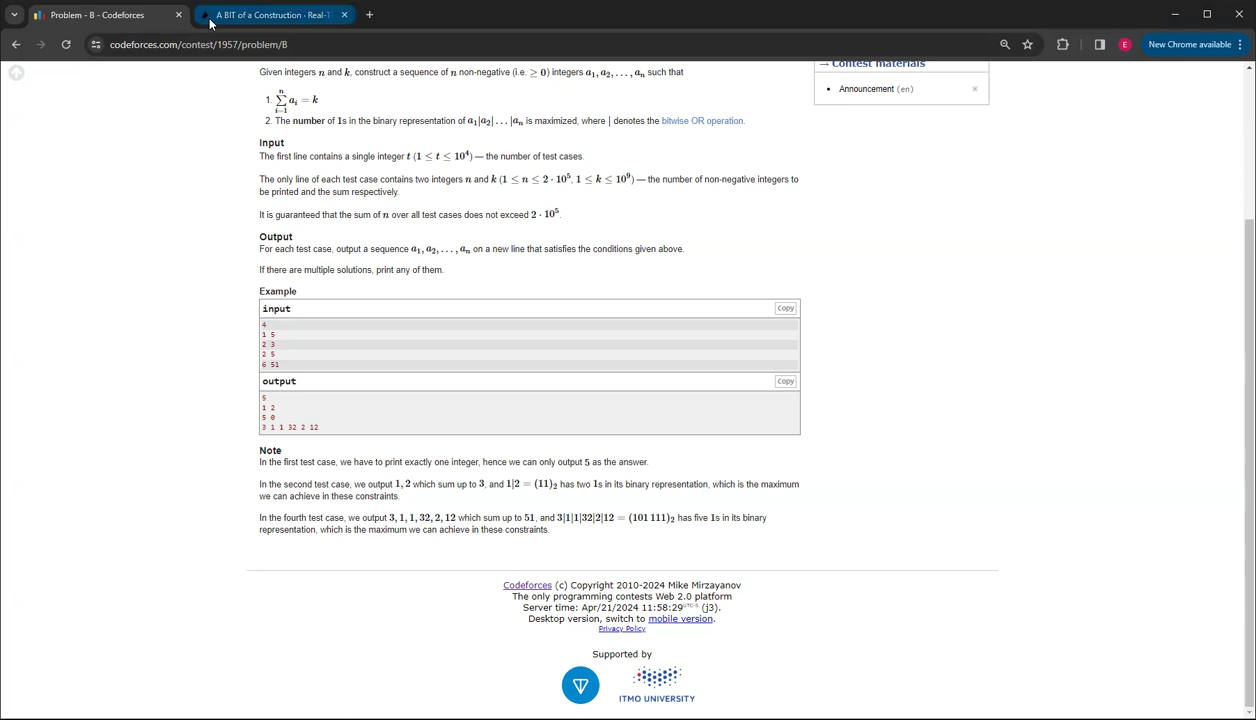 Problem - B - Codeforces
A BIT of a Construction · Real-T
codeforces.com/contest/1957/problem/B
E
New Chrome available
Given integers n and k, construct a sequence of n non-negative (i.e. ≥ 0) integers a₁, a₂, . . . , aₙ such that
1. ∑ᵢ₌₁ⁿ aᵢ = k
2. The number of 1s in the binary representation of a₁|a₂| . . . |aₙ is maximized, where | denotes the bitwise OR operation.
→ Contest materials
Announcement (en)
Input
The first line contains a single integer t (1 ≤ t ≤ 10⁴) — the number of test cases.
The only line of each test case contains two integers n and k (1 ≤ n ≤ 2 · 10⁵, 1 ≤ k ≤ 10⁹) — the number of non-negative integers to
be printed and the sum respectively.
It is guaranteed that the sum of n over all test cases does not exceed 2 · 10⁵.
Output
For each test case, output a sequence a₁, a₂, . . . , aₙ on a new line that satisfies the conditions given above.
If there are multiple solutions, print any of them.
Example
input
Copy
4
1 5
2 3
2 5
6 51
output
Copy
5
1 2
5 0
3 1 1 32 2 12
Note
In the first test case, we have to print exactly one integer, hence we can only output 5 as the answer.
In the second test case, we output 1, 2 which sum up to 3, and 1|2 = (11)₂ has two 1s in its binary representation, which is the maximum
we can achieve in these constraints.
In the fourth test case, we output 3, 1, 1, 32, 2, 12 which sum up to 51, and 3|1|1|32|2|12 = (101 111)₂ has five 1s in its binary
representation, which is the maximum we can achieve in these constraints.
Codeforces (c) Copyright 2010-2024 Mike Mirzayanov
The only programming contests Web 2.0 platform
Server time: Apr/21/2024 11:58:29 UTC-5 (j3).
Desktop version, switch to mobile version.
Privacy Policy
Supported by
ITMO UNIVERSITY